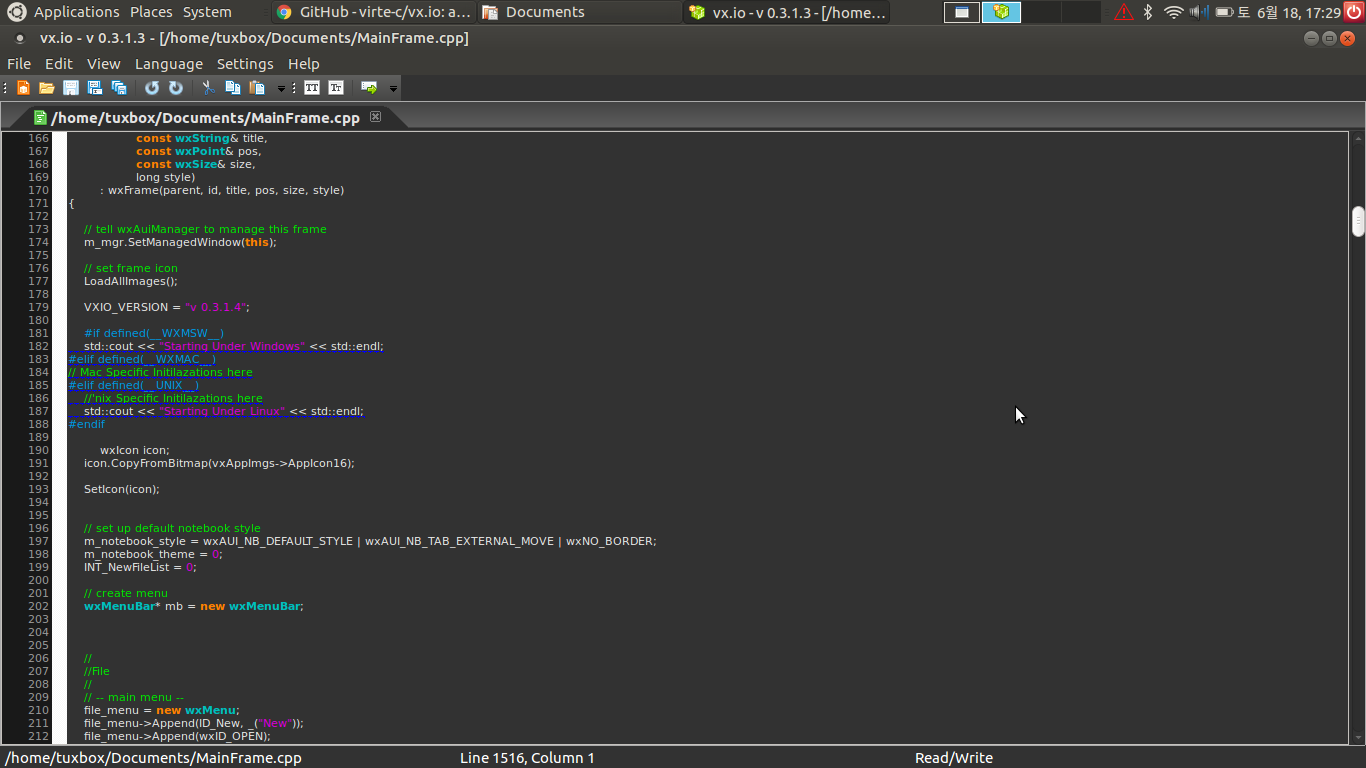 Applications Places System GitHub - virte-c/vx.io: a... Documents vx.io - v 0.3.1.3 - [/home... 토 6월 18, 17:29
vx.io - v 0.3.1.3 - [/home/tuxbox/Documents/MainFrame.cpp]
File Edit View Language Settings Help
TT Tr
/home/tuxbox/Documents/MainFrame.cpp
166 const wxString& title,
167 const wxPoint& pos,
168 const wxSize& size,
169 long style)
170 : wxFrame(parent, id, title, pos, size, style)
171 {
172
173 // tell wxAuiManager to manage this frame
174 m_mgr.SetManagedWindow(this);
175
176 // set frame icon
177 LoadAllImages();
178
179 VXIO_VERSION = "v 0.3.1.4";
180
181 #if defined(__WXMSW__)
182 std::cout << "Starting Under Windows" << std::endl;
183 #elif defined(__WXMAC__)
184 // Mac Specific Initilazations here
185 #elif defined(__UNIX__)
186 //'nix Specific Initilazations here
187 std::cout << "Starting Under Linux" << std::endl;
188 #endif
189
190 wxIcon icon;
191 icon.CopyFromBitmap(vxAppImgs->AppIcon16);
192
193 SetIcon(icon);
194
195
196 // set up default notebook style
197 m_notebook_style = wxAUI_NB_DEFAULT_STYLE | wxAUI_NB_TAB_EXTERNAL_MOVE | wxNO_BORDER;
198 m_notebook_theme = 0;
199 INT_NewFileList = 0;
200
201 // create menu
202 wxMenuBar* mb = new wxMenuBar;
203
204
205
206 //
207 //File
208 //
209 // -- main menu --
210 file_menu = new wxMenu;
211 file_menu->Append(ID_New, _("New"));
212 file_menu->Append(wxID_OPEN);
/home/tuxbox/Documents/MainFrame.cpp Line 1516, Column 1 Read/Write